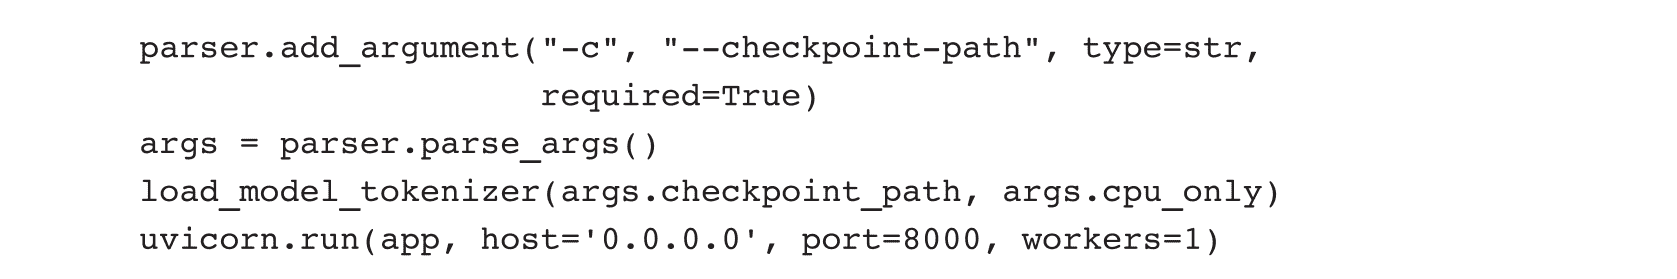 parser.add_argument("-c", "--checkpoint-path", type=str,
                    required=True)
args = parser.parse_args()
load_model_tokenizer(args.checkpoint_path, args.cpu_only)
uvicorn.run(app, host='0.0.0.0', port=8000, workers=1)